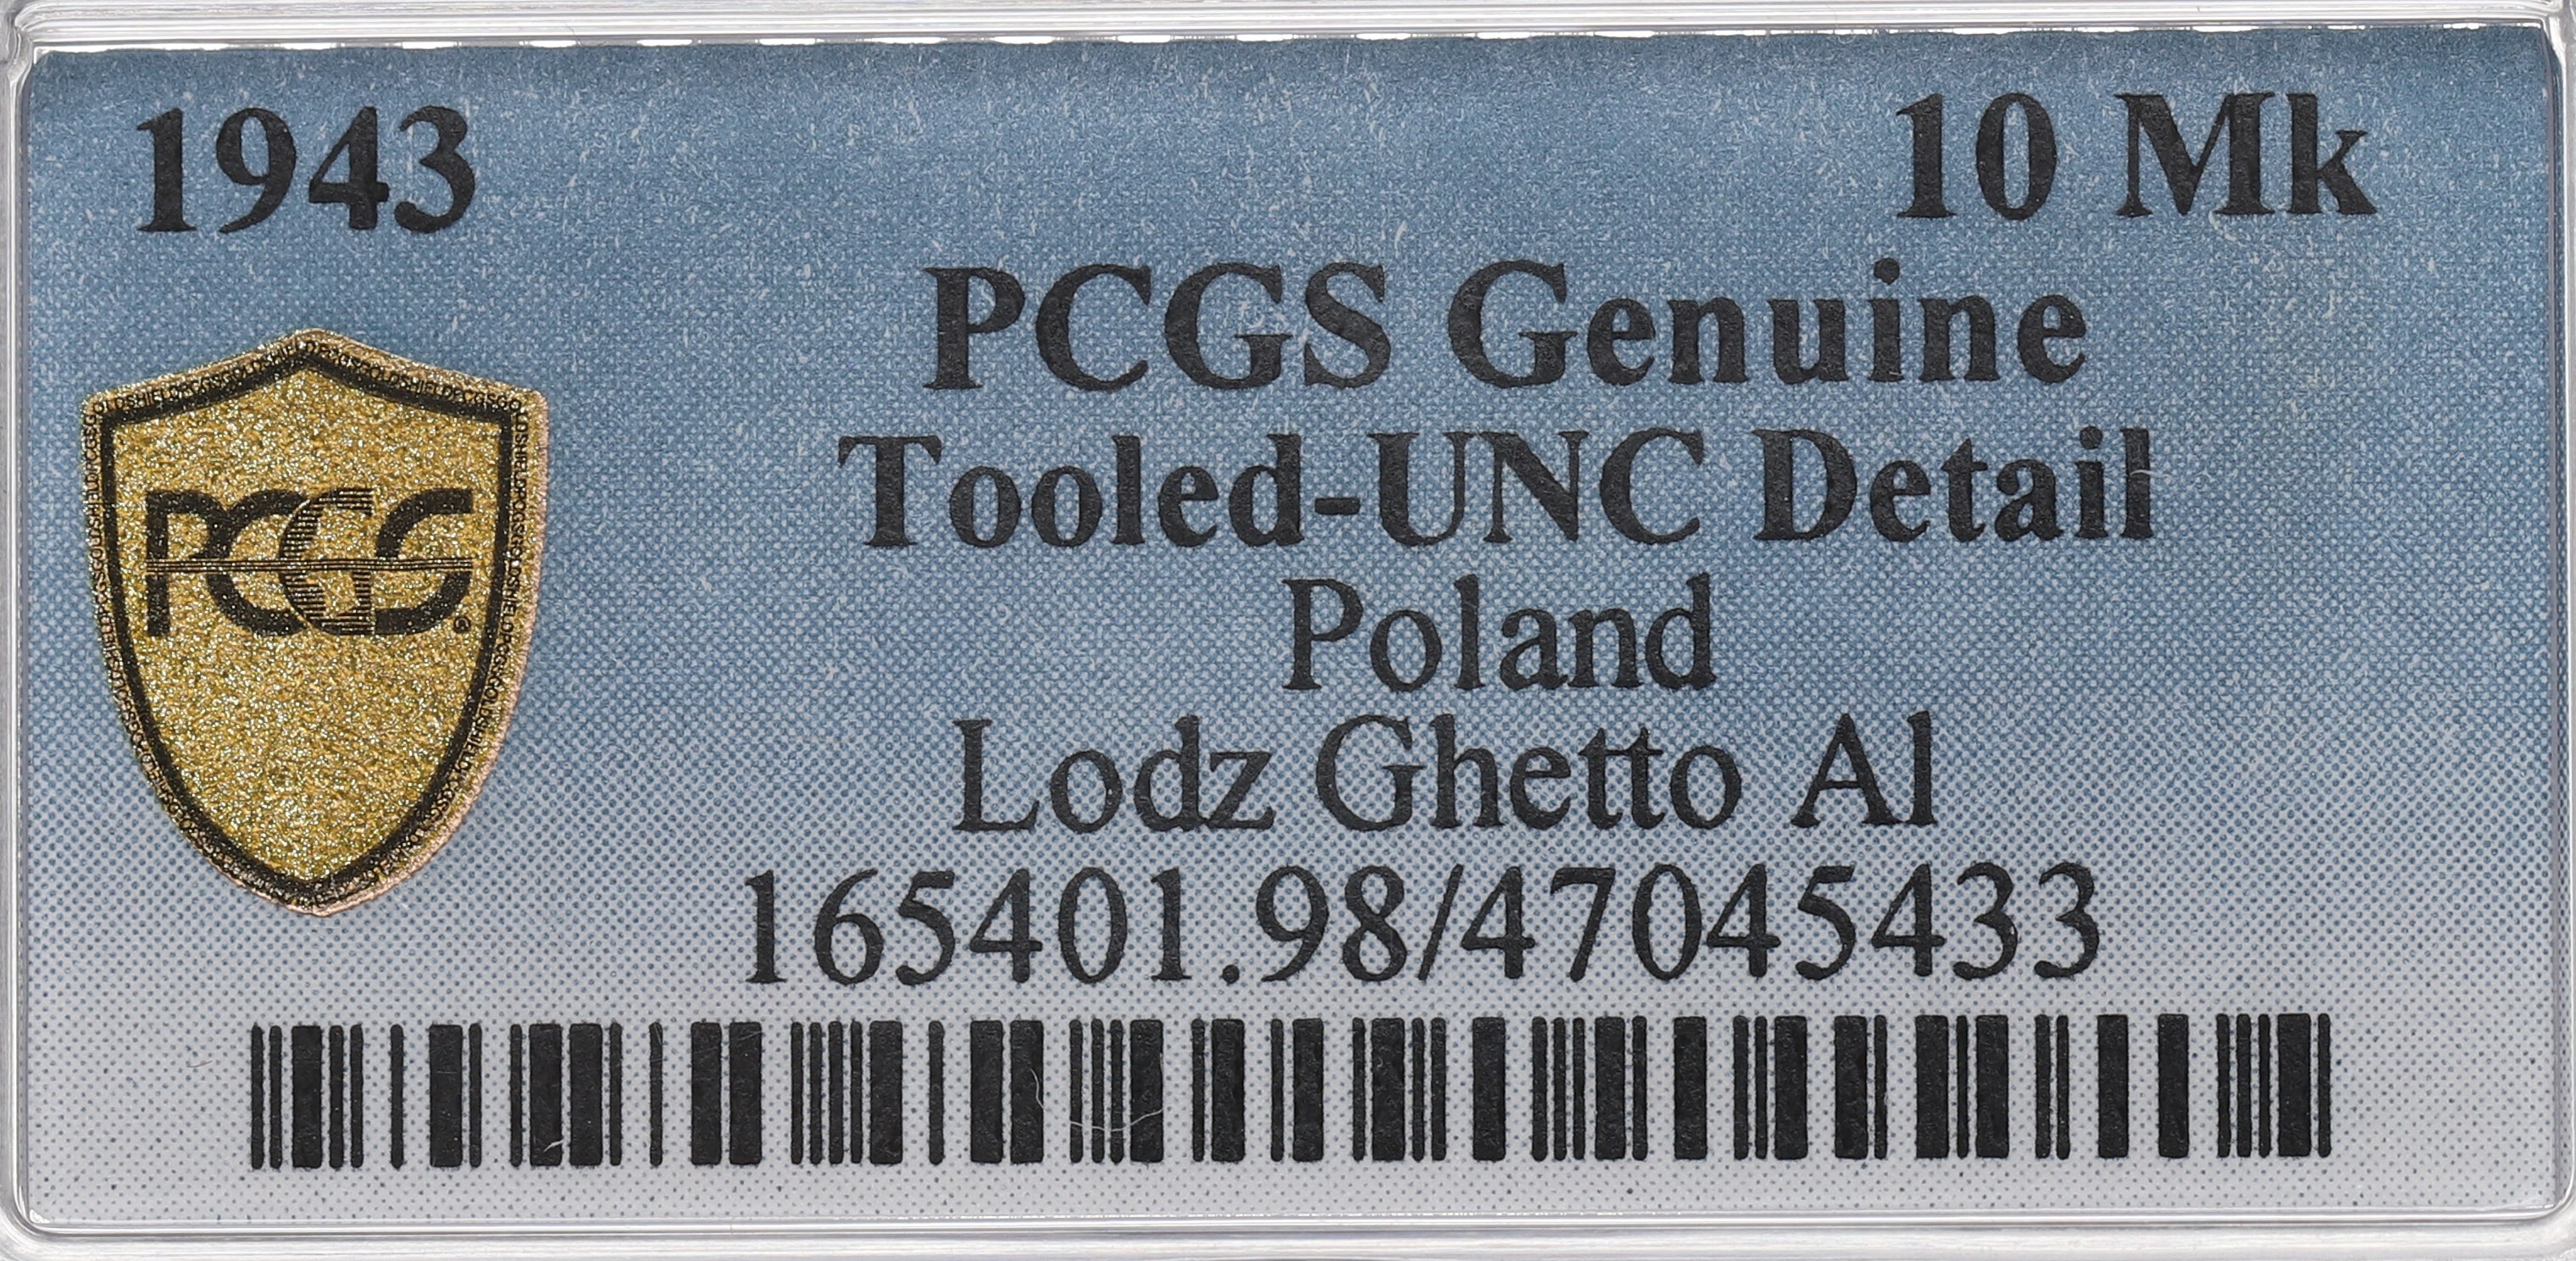 1943 10 Mk
PCGS Genuine
Tooled-UNC Detail
Poland
Lodz Ghetto Al
165401.98/47045433
PCGS®